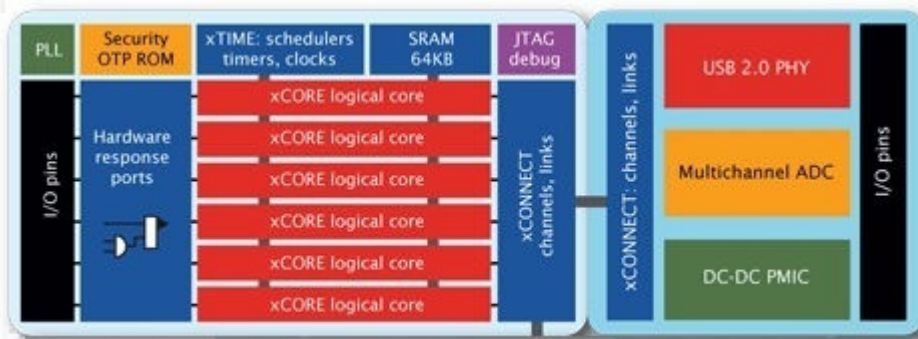 PLL
Security
OTP ROM
xTIME: schedulers
timers, clocks
SRAM
64KB
JTAG
debug
I/O pins
Hardware
response
ports
xCORE logical core
xCORE logical core
xCORE logical core
xCORE logical core
xCORE logical core
xCORE logical core
xCONNECT
channels, links
xCONNECT: channels, links
USB 2.0 PHY
Multichannel ADC
DC-DC PMIC
I/O pins